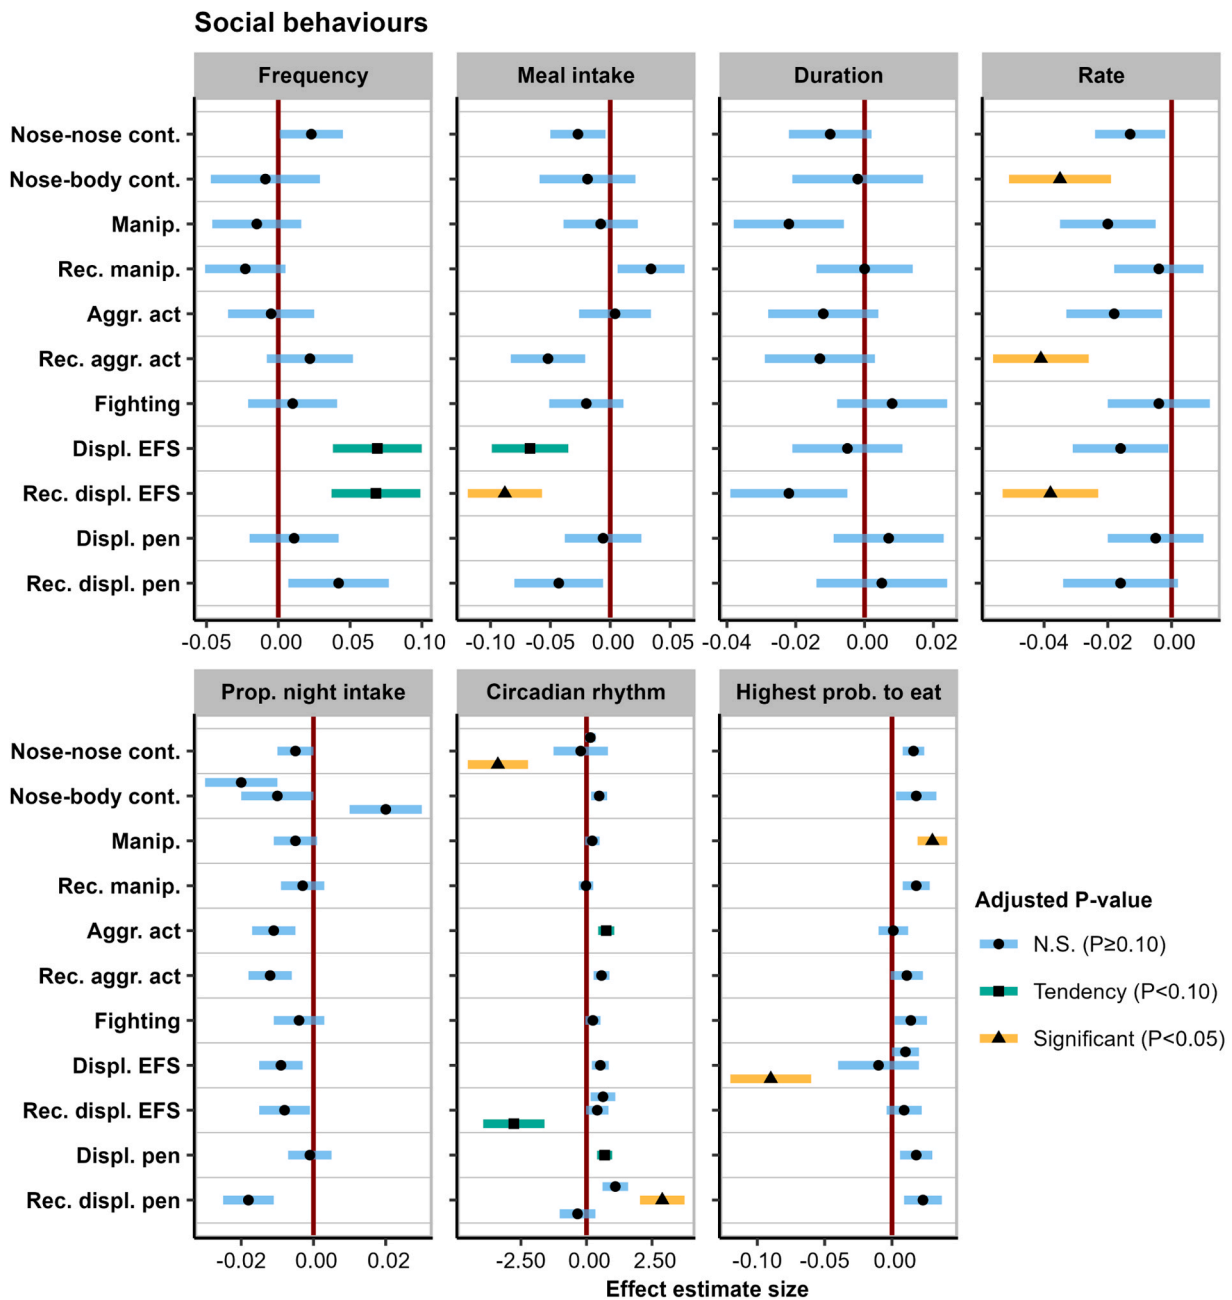 Social behaviours
Frequency
Meal intake
Duration
Rate
Nose-nose cont.
Nose-body cont.
Manip.
Rec. manip.
Aggr. act
Rec. aggr. act
Fighting
Displ. EFS
Rec. displ. EFS
Displ. pen
Rec. displ. pen
-0.05 0.00 0.05 0.10
-0.10 -0.05 0.00 0.05
-0.04 -0.02 0.00 0.02
-0.04 -0.02 0.00
Prop. night intake
Circadian rhythm
Highest prob. to eat
Nose-nose cont.
Nose-body cont.
Manip.
Rec. manip.
Aggr. act
Rec. aggr. act
Fighting
Displ. EFS
Rec. displ. EFS
Displ. pen
Rec. displ. pen
-0.02 0.00
-2.50 0.00 2.50
-0.10 -0.05 0.00
Effect estimate size
Adjusted P-value
N.S. (P≥0.10)
Tendency (P<0.10)
Significant (P<0.05)